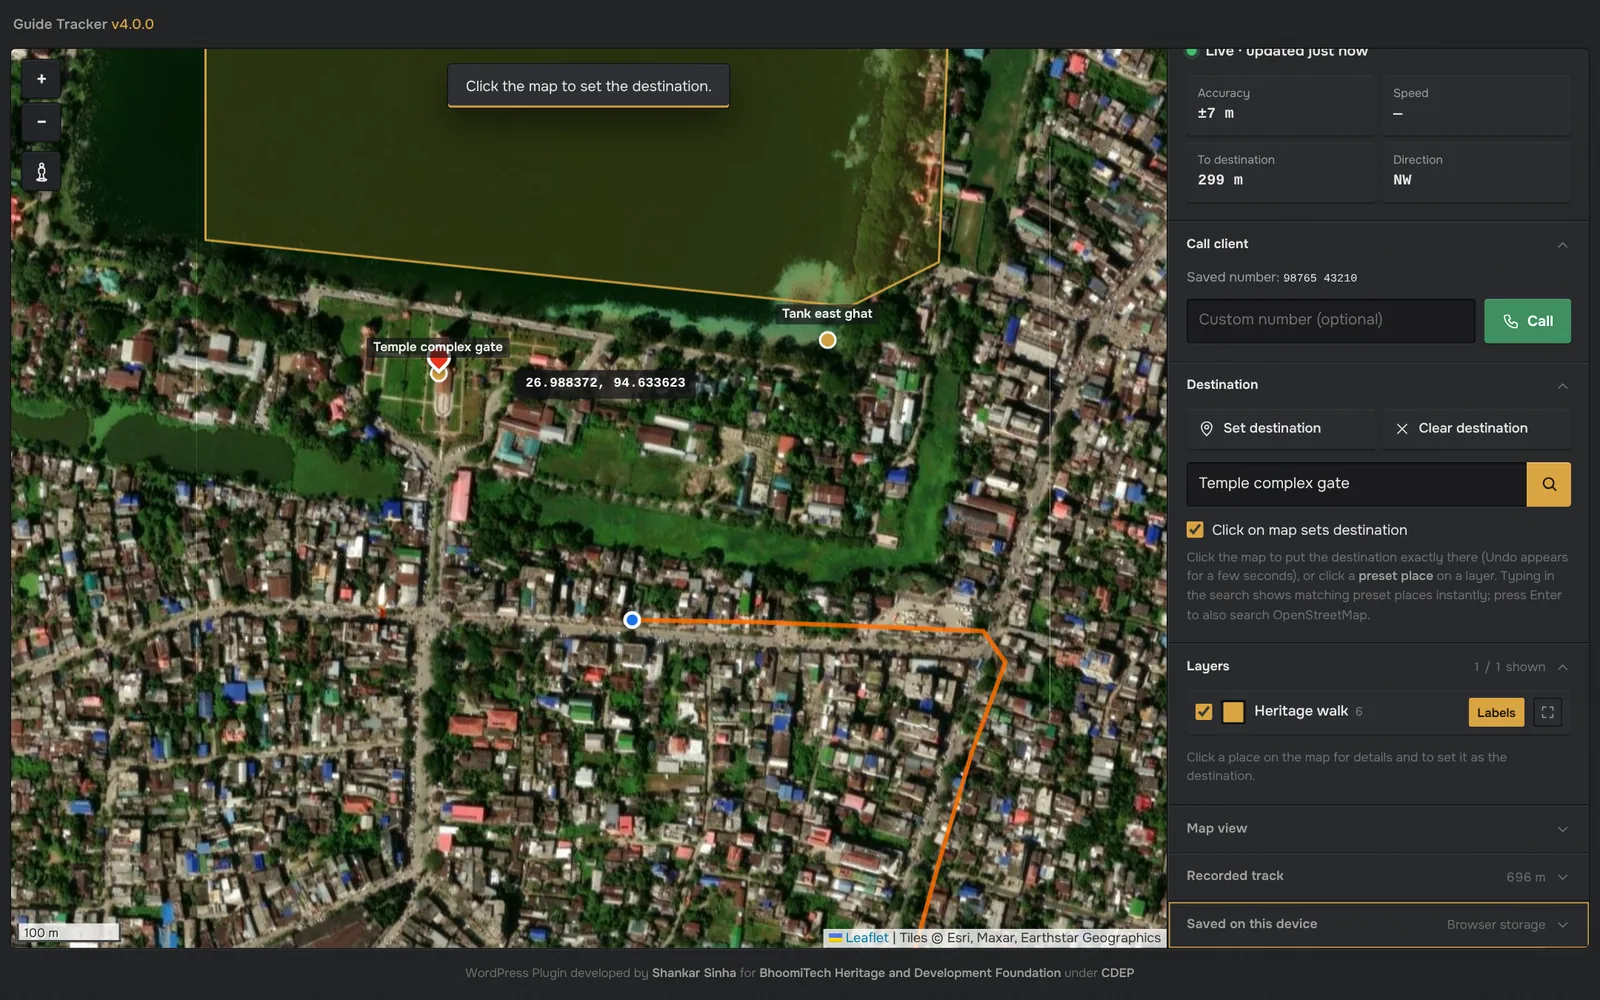 Guide Tracker v4.0.0
+
−
Click the map to set the destination.
Tank east ghat
Temple complex gate
26.988372, 94.633623
100 m
Leaflet | Tiles © Esri, Maxar, Earthstar Geographics
Live · updated just now
Accuracy
±7 m
Speed
—
To destination
299 m
Direction
NW
Call client
Saved number: 98765 43210
Custom number (optional)
Call
Destination
Set destination
Clear destination
Temple complex gate
Click on map sets destination
Click the map to put the destination exactly there (Undo appears
for a few seconds), or click a preset place on a layer. Typing in
the search shows matching preset places instantly; press Enter
to also search OpenStreetMap.
Layers
1 / 1 shown
Heritage walk 6
Labels
Click a place on the map for details and to set it as the
destination.
Map view
Recorded track
696 m
Saved on this device
Browser storage
WordPress Plugin developed by Shankar Sinha for BhoomiTech Heritage and Development Foundation under CDEP